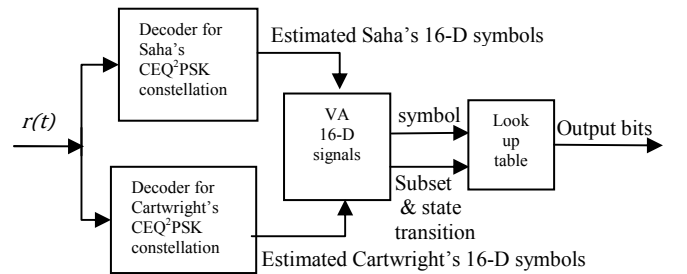 r(t)
Decoder for
Saha's
CEQ²PSK
constellation
Estimated Saha's 16-D symbols
Decoder for
Cartwright's
CEQ²PSK
constellation
Estimated Cartwright's 16-D symbols
VA
16-D
signals
symbol
Subset
& state
transition
Look
up
table
Output bits